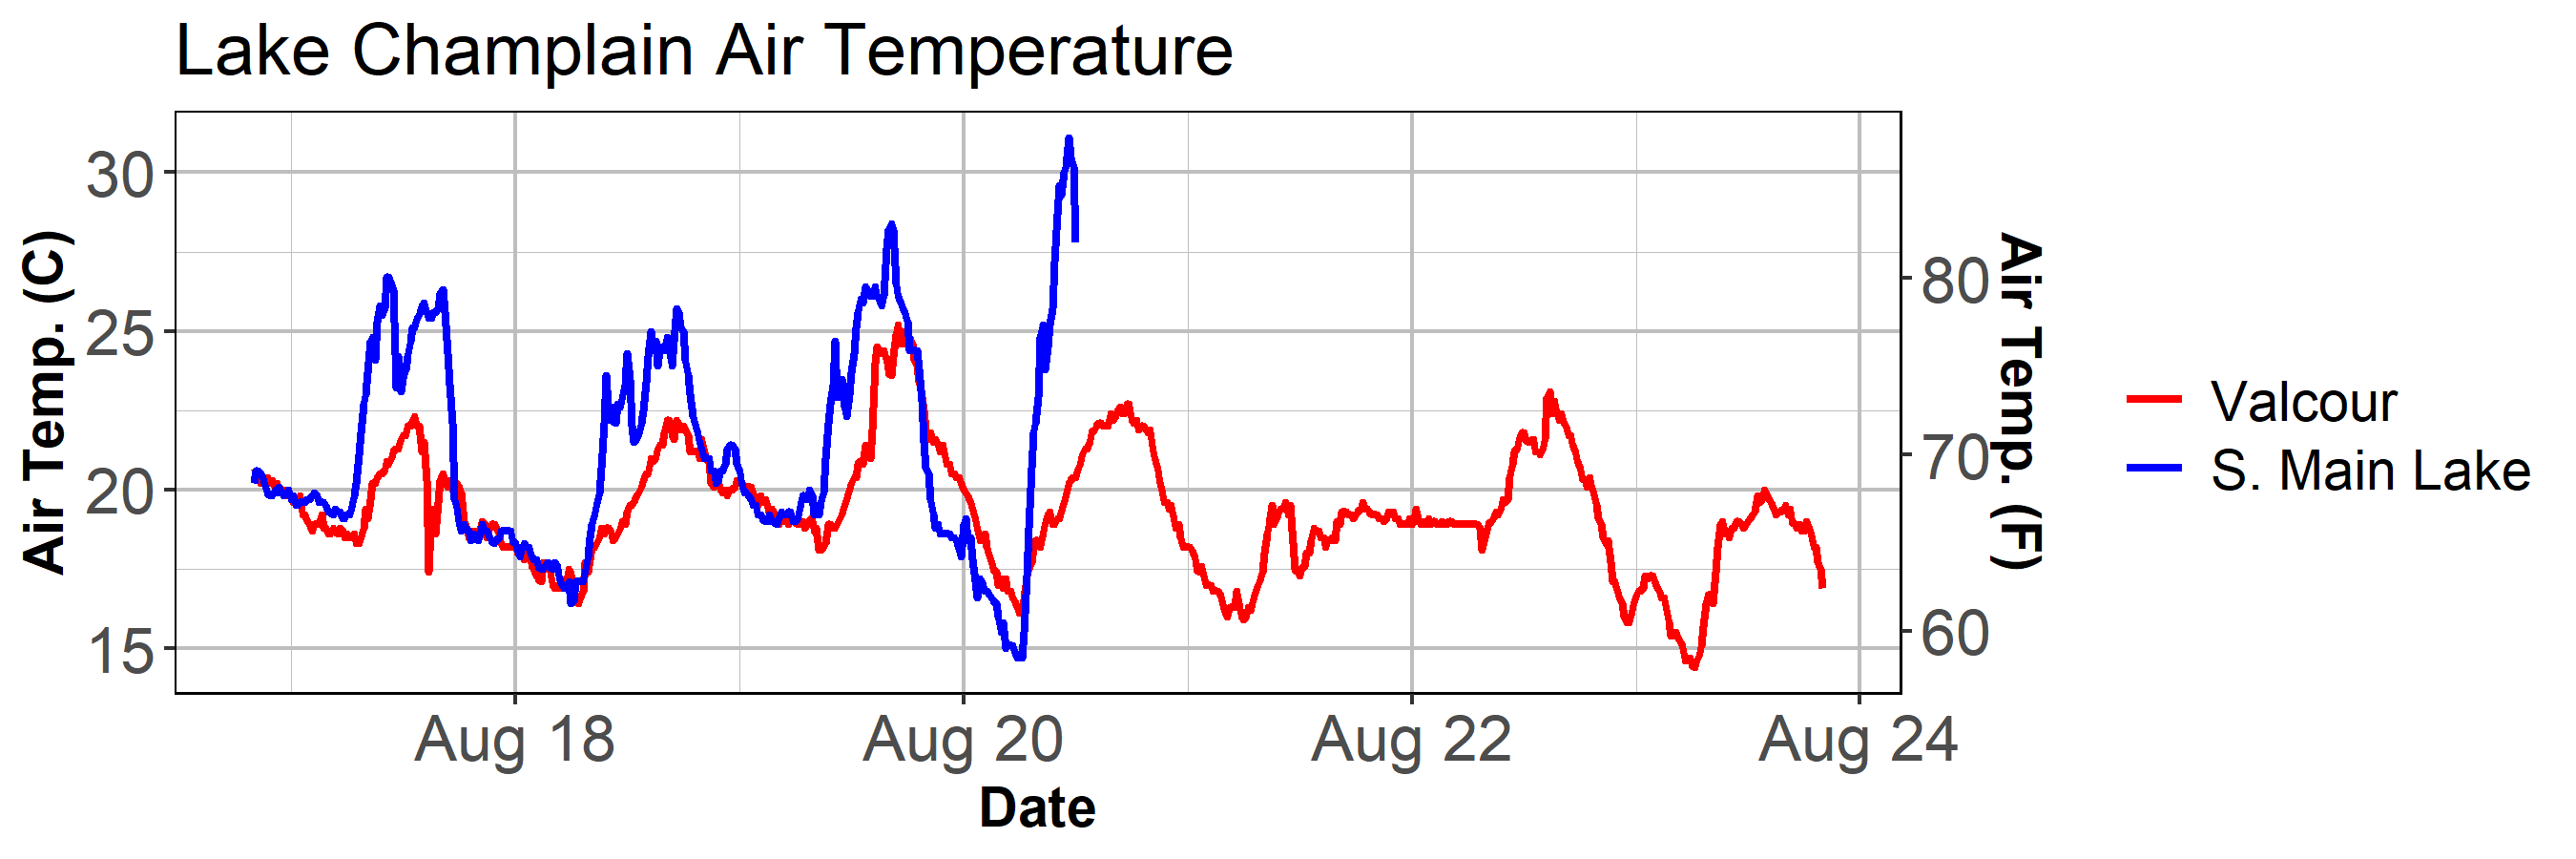 Lake Champlain Air Temperature
Air Temp. (C)
30
25
20
15
80
70
60
Air Temp. (F)
Valcour
S. Main Lake
Aug 18
Aug 20
Aug 22
Aug 24
Date